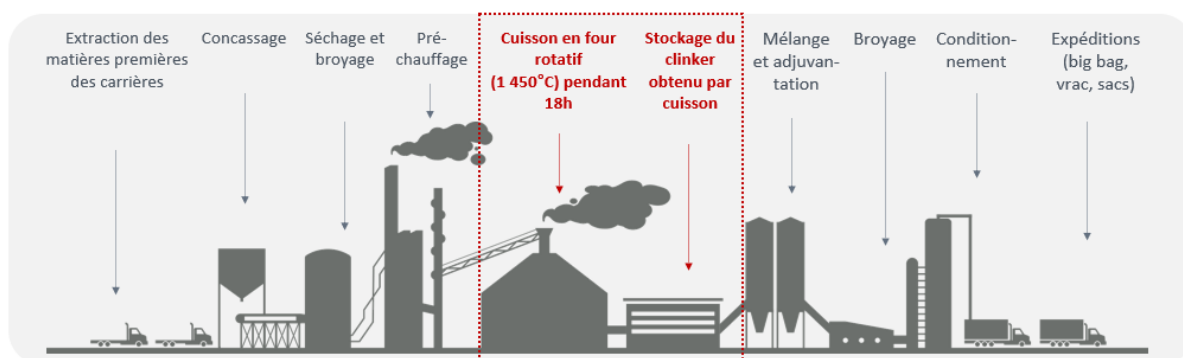 Extraction des
matières premières
des carrières
Concassage
Séchage et
broyage
Pré-
chauffage
Cuisson en four
rotatif
(1 450°C) pendant
18h
Stockage du
clinker
obtenu par
cuisson
Mélange
et adjuvan-
tation
Broyage
Condition-
nement
Expéditions
(big bag,
vrac, sacs)